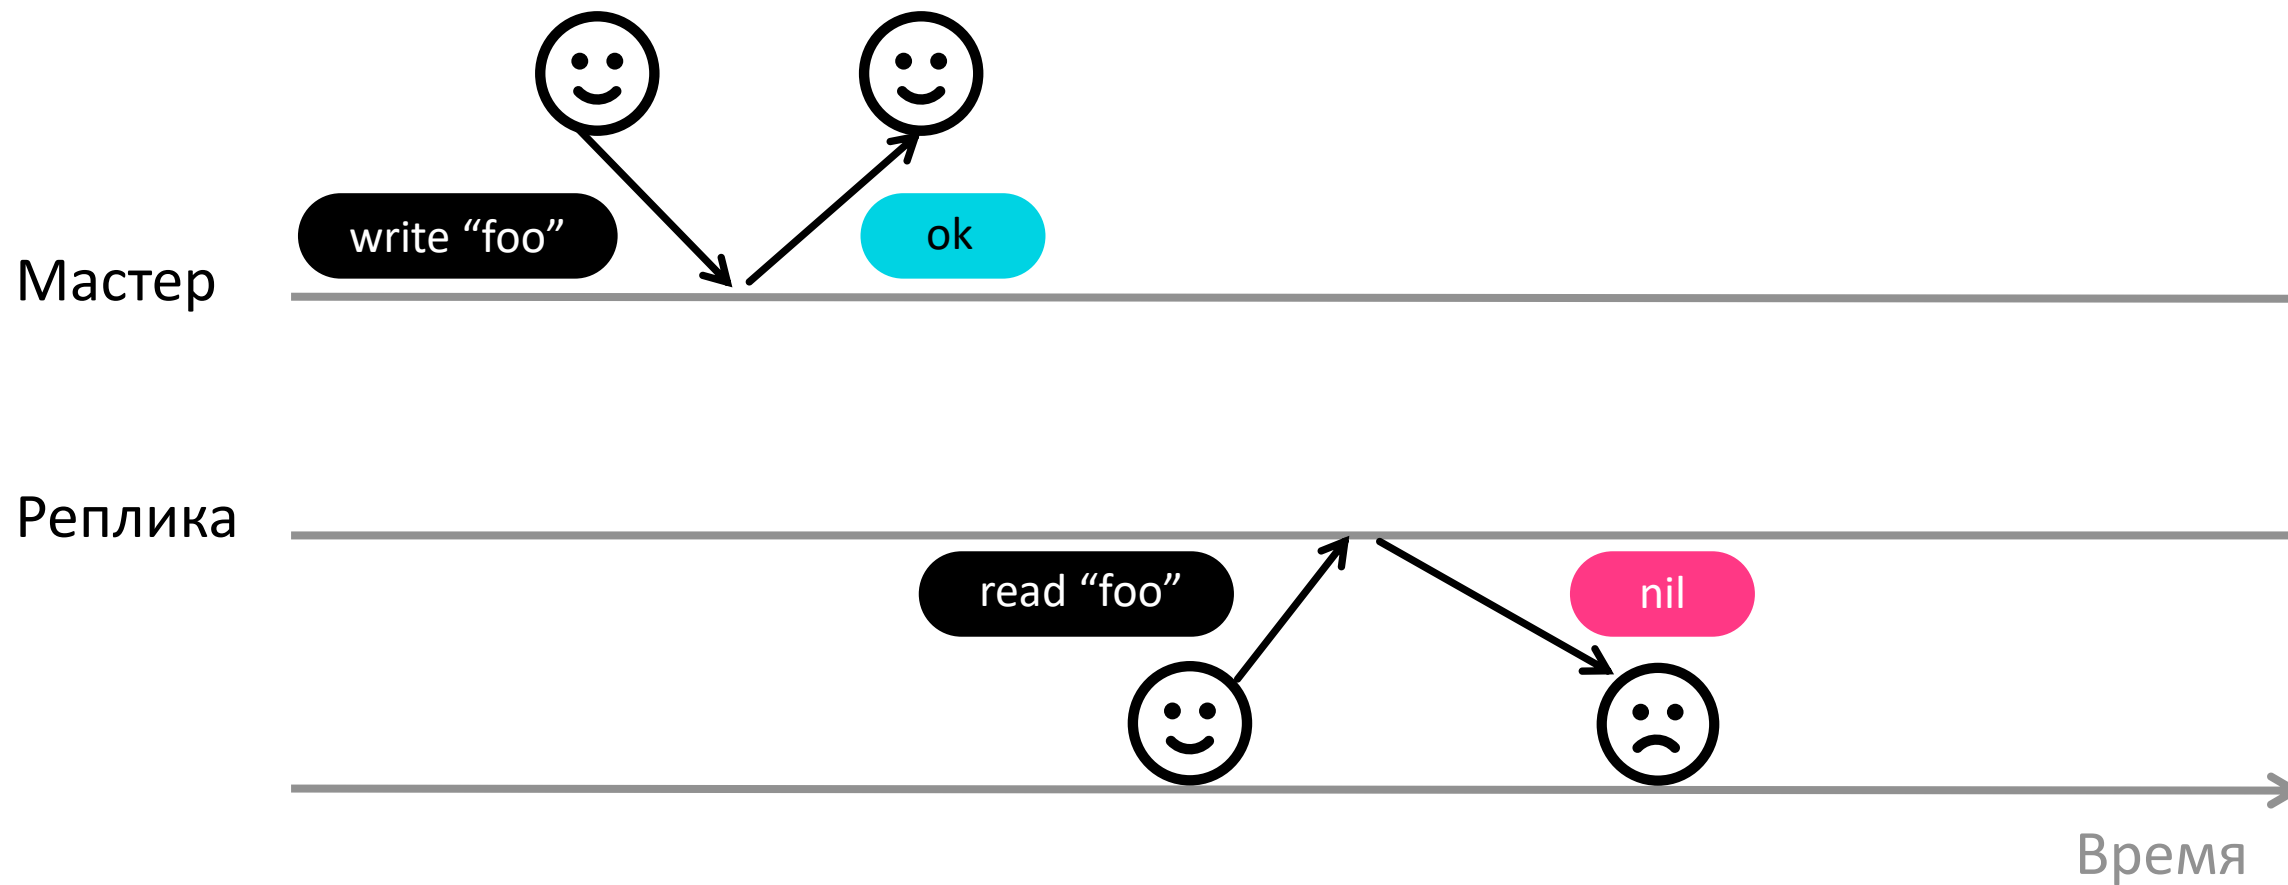 write “foo”
ok
Мастер
Реплика
read “foo”
nil
Время